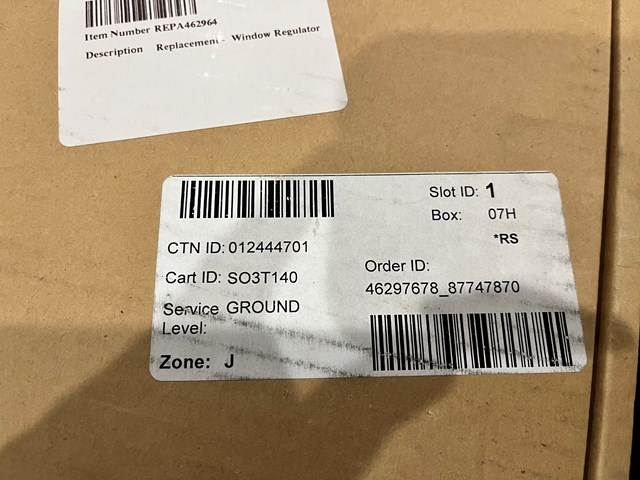 Item Number REPA462964
Description Replacement- Window Regulator
Slot ID: 1
Box: 07H
*RS
CTN ID: 012444701
Cart ID: SO3T140
Order ID:
46297678_87747870
Service GROUND
Level:
Zone: J